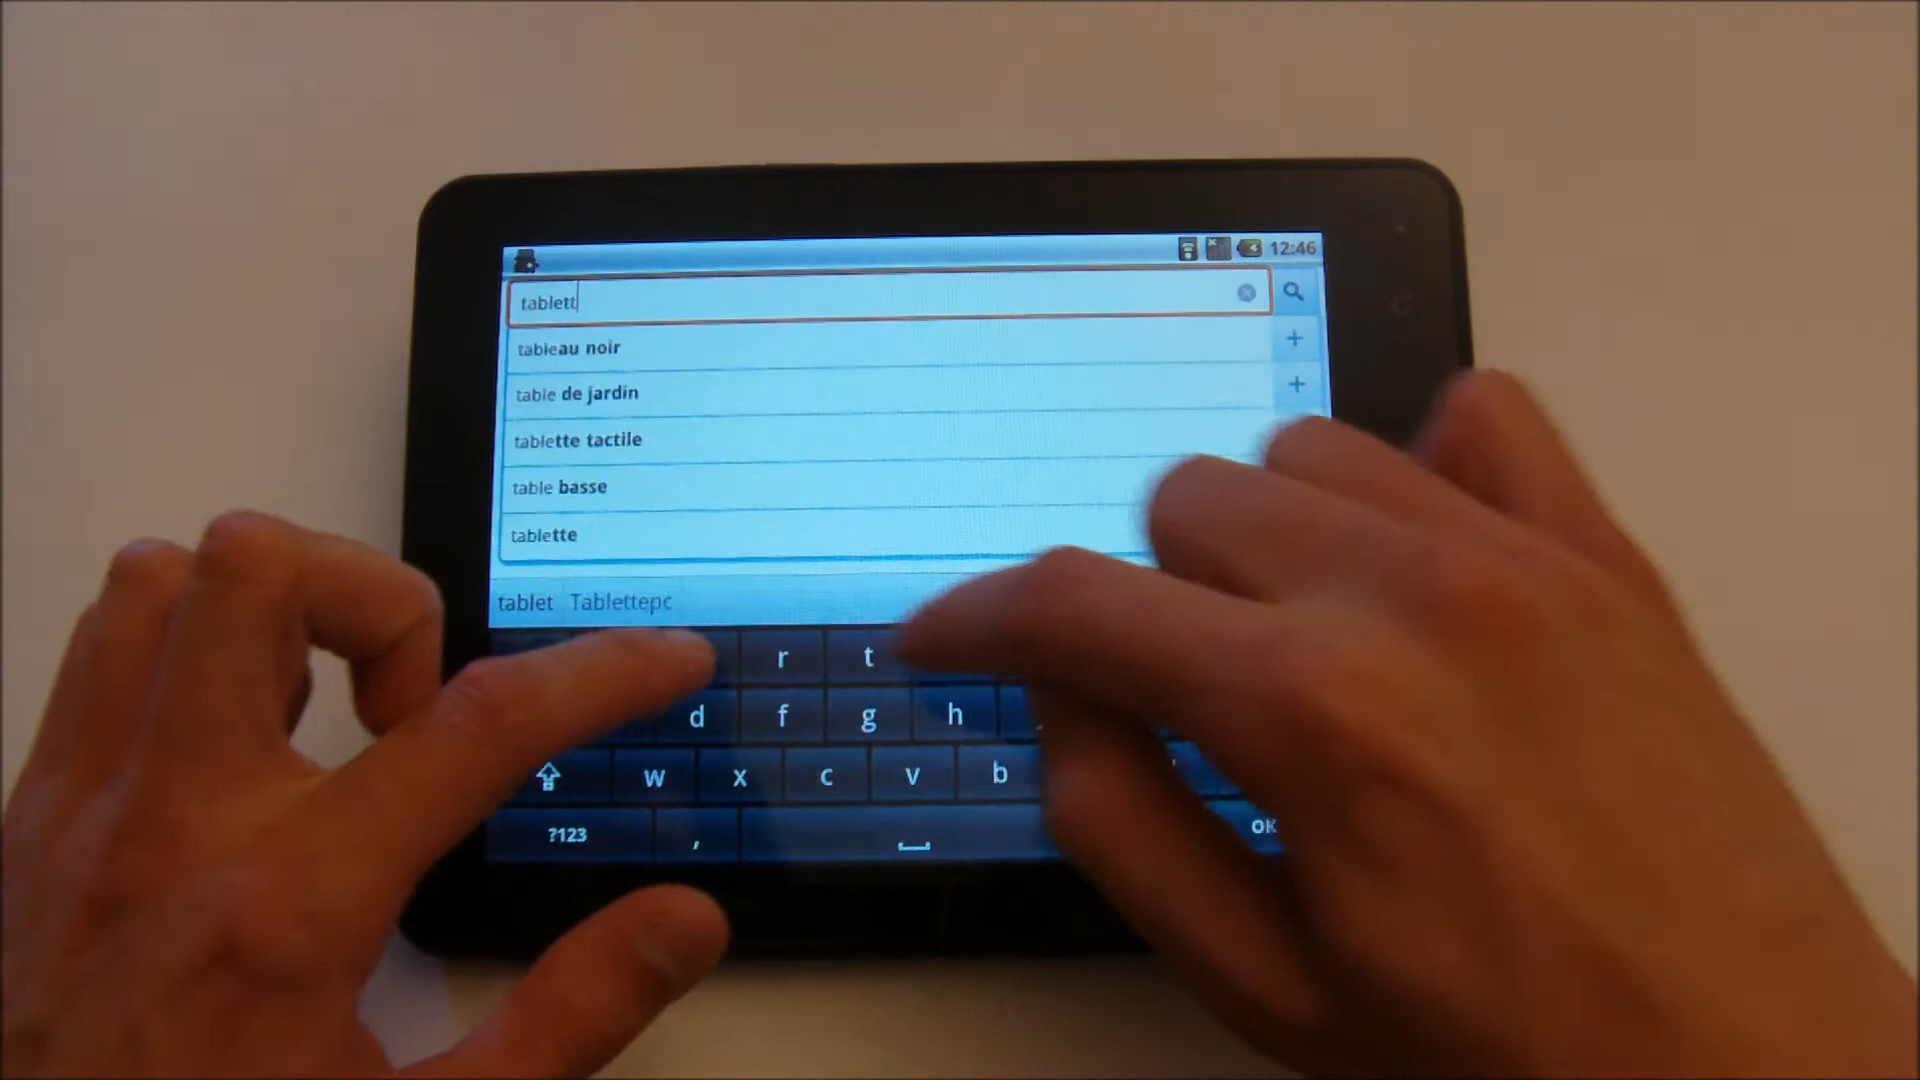 12:46
tablett
tableau noir
table de jardin
tablette tactile
table basse
tablette
tablet Tablettepc
r t
d f g h
w x c v b
?123 , OK